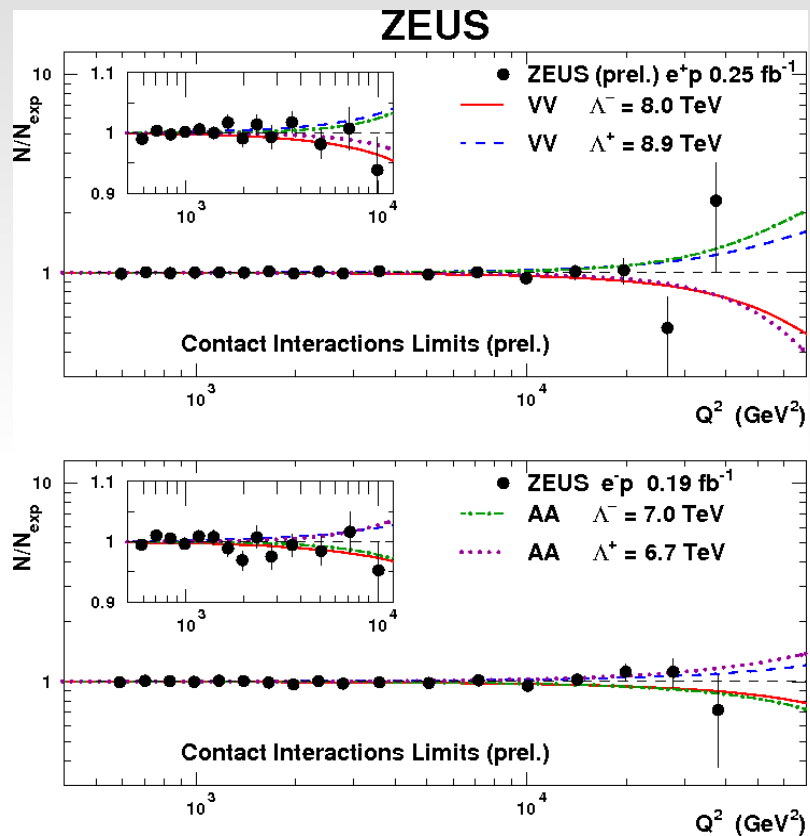 ZEUS
10
1
N/Nexp
1.1
1
0.9
10³ 10⁴
ZEUS (prel.) e⁺p 0.25 fb⁻¹
VV Λ⁻ = 8.0 TeV
VV Λ⁺ = 8.9 TeV
Contact Interactions Limits (prel.)
10³ 10⁴
Q² (GeV²)
10
1
N/Nexp
1.1
1
0.9
10³ 10⁴
ZEUS e⁻p 0.19 fb⁻¹
AA Λ⁻ = 7.0 TeV
AA Λ⁺ = 6.7 TeV
Contact Interactions Limits (prel.)
10³ 10⁴
Q² (GeV²)